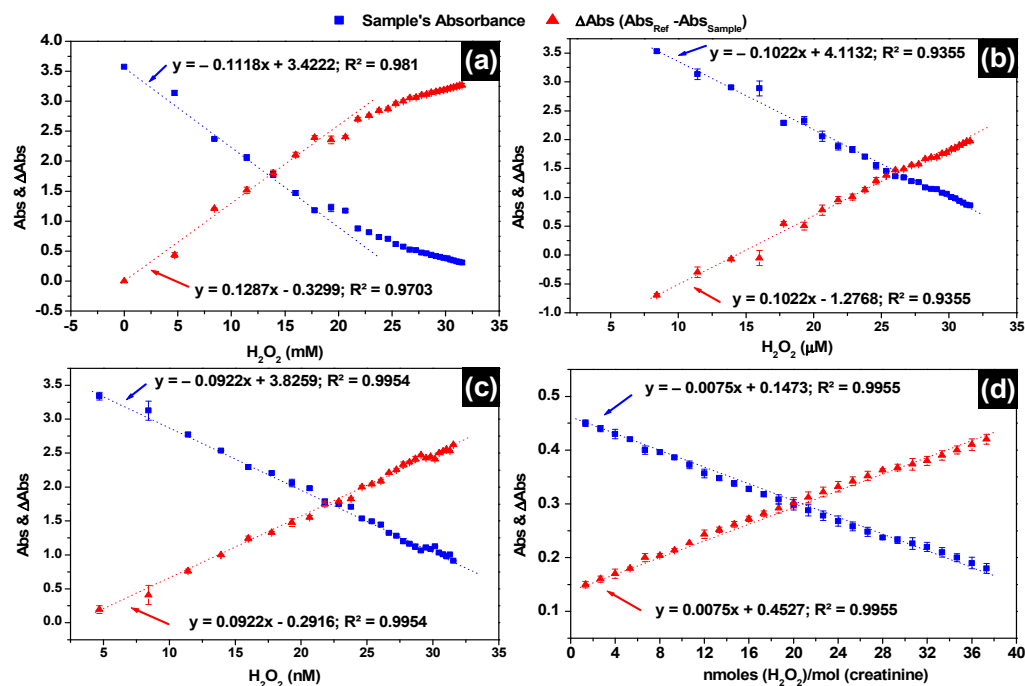 Sample's Absorbance ΔAbs (Abs_Ref -Abs_Sample)
(a)
y = – 0.1118x + 3.4222; R² = 0.981
y = 0.1287x - 0.3299; R² = 0.9703
Abs & ΔAbs
4.0
3.5
3.0
2.5
2.0
1.5
1.0
0.5
0.0
-0.5
-5 0 5 10 15 20 25 30
H₂O₂ (mM)
(b)
y = – 0.1022x + 4.1132; R² = 0.9355
y = 0.1022x - 1.2768; R² = 0.9355
Abs & ΔAbs
3.5
3.0
2.5
2.0
1.5
1.0
0.5
0.0
-0.5
-1.0
5 10 15 20 25 30
H₂O₂ (μM)
(c)
y = – 0.0922x + 3.8259; R² = 0.9954
y = 0.0922x - 0.2916; R² = 0.9954
Abs & ΔAbs
3.5
3.0
2.5
2.0
1.5
1.0
0.5
0.0
5 10 15 20 25 30
H₂O₂ (nM)
(d)
y = – 0.0075x + 0.1473; R² = 0.9955
y = 0.0075x + 0.4527; R² = 0.9955
Abs & ΔAbs
0.5
0.4
0.3
0.2
0.1
0 4 8 12 16 20 24 28 32 36 40
nmoles (H₂O₂)/mol (creatinine)